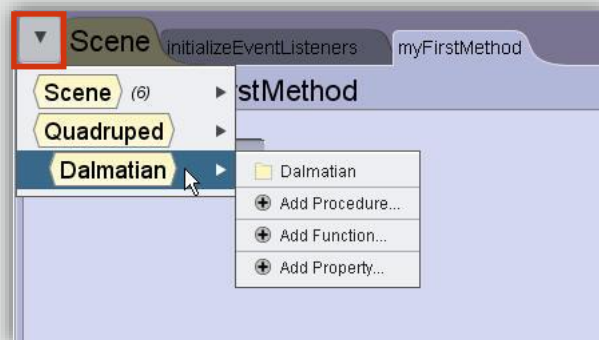 Scene initializeEventListeners myFirstMethod
Scene (6) stMethod
Quadruped
Dalmatian Dalmatian
Add Procedure...
Add Function...
Add Property...